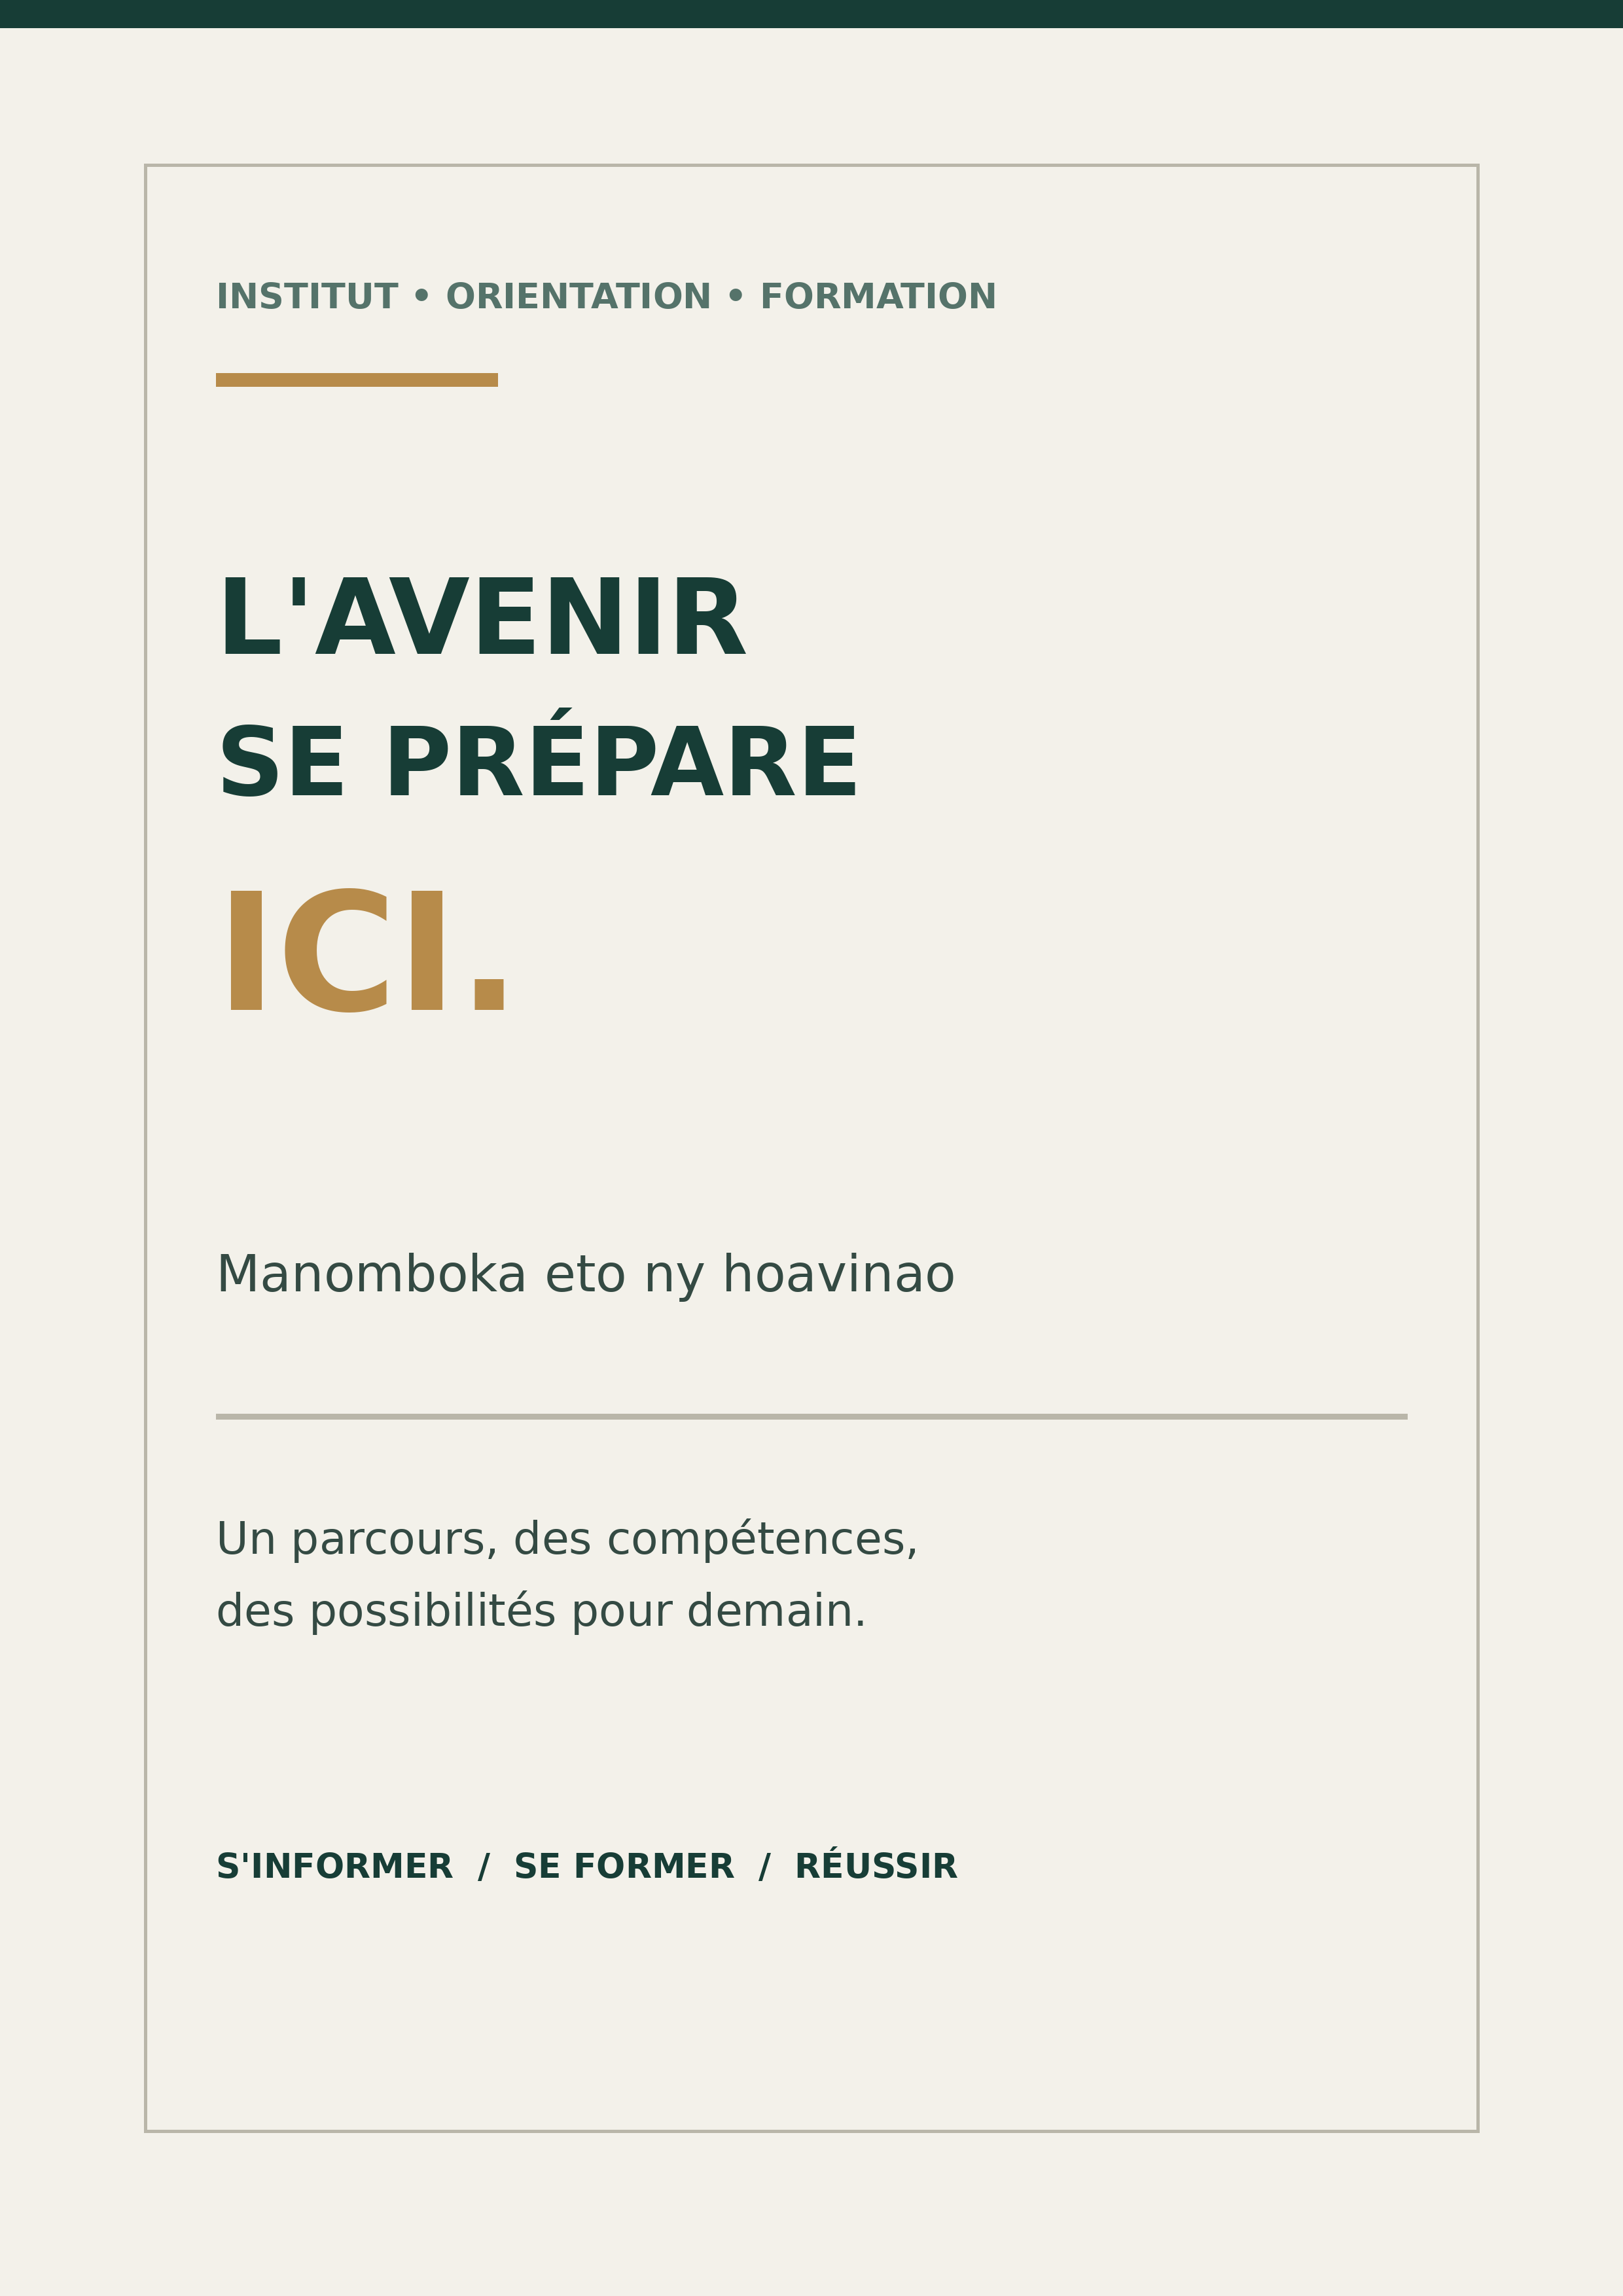 INSTITUT • ORIENTATION • FORMATION
L'AVENIR
SE PRÉPARE
ICI.
Manomboka eto ny hoavinao
Un parcours, des compétences,
des possibilités pour demain.
S'INFORMER / SE FORMER / RÉUSSIR